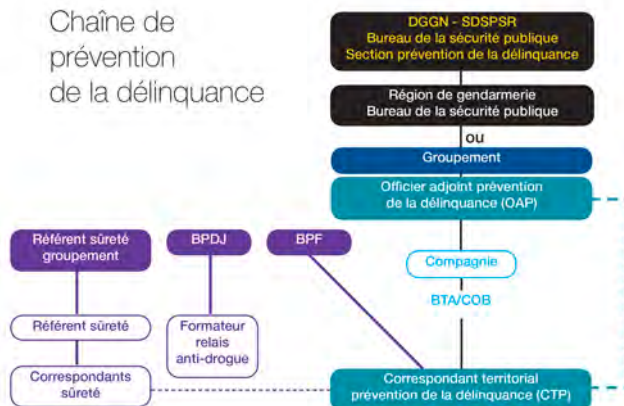 Chaîne de
prévention
de la délinquance
DGGN - SDSPSR
Bureau de la sécurité publique
Section prévention de la délinquance
Région de gendarmerie
Bureau de la sécurité publique
ou
Groupement
Officier adjoint prévention
de la délinquance (OAP)
Référent sûreté
groupement
BPDJ
BPF
Compagnie
BTA/COB
Référent sûreté
Formateur
relais
anti-drogue
Correspondants
sûreté
Correspondant territorial
prévention de la délinquance (CTP)